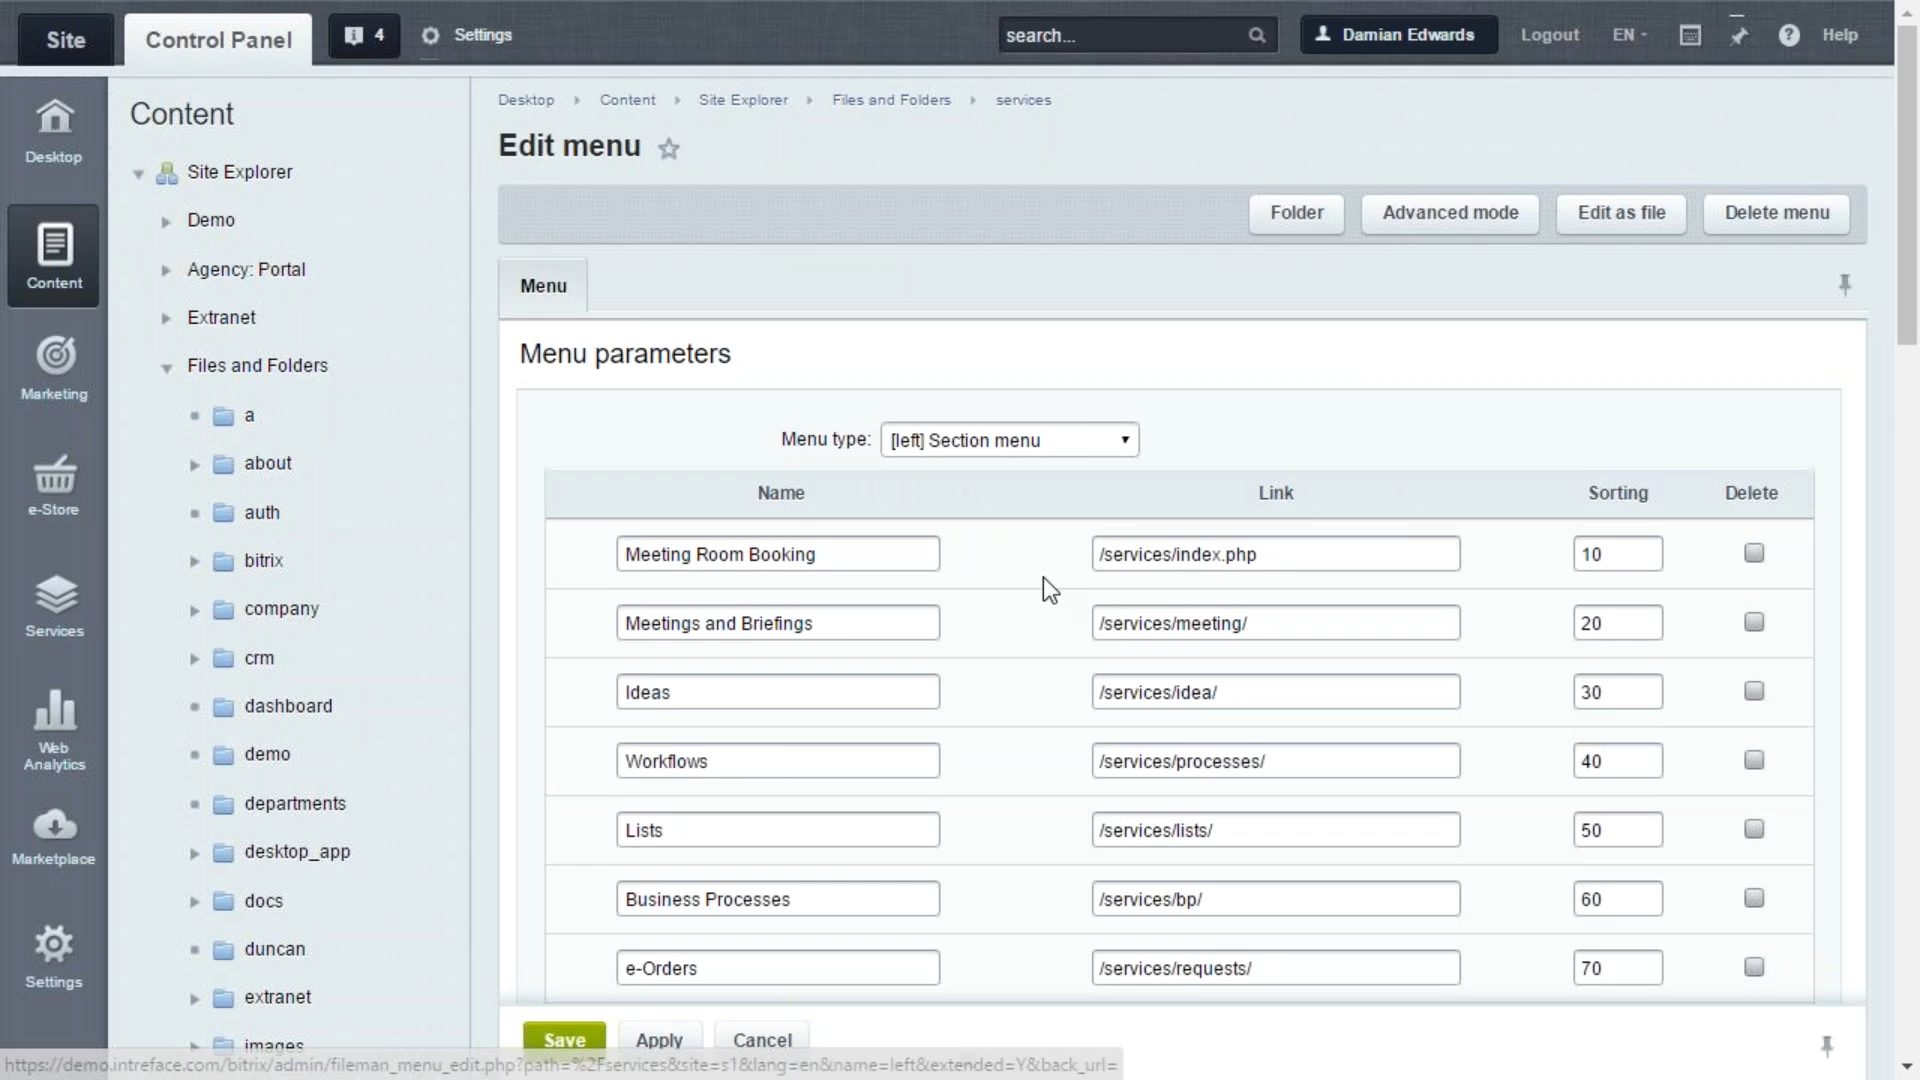 Site
Control Panel
4
Settings
search...
Damian Edwards
Logout
EN
Help
Desktop
Content
Marketing
e-Store
Services
Web
Analytics
Marketplace
Settings
Content
Site Explorer
Demo
Agency: Portal
Extranet
Files and Folders
a
about
auth
bitrix
company
crm
dashboard
demo
departments
desktop_app
docs
duncan
extranet
images
Desktop Content Site Explorer Files and Folders services
Edit menu
Folder
Advanced mode
Edit as file
Delete menu
Menu
Menu parameters
Menu type: [left] Section menu
Name Link Sorting Delete
Meeting Room Booking /services/index.php 10
Meetings and Briefings /services/meeting/ 20
Ideas /services/idea/ 30
Workflows /services/processes/ 40
Lists /services/lists/ 50
Business Processes /services/bp/ 60
e-Orders /services/requests/ 70
Save Apply Cancel
https://demo.intreface.com/bitrix/admin/fileman_menu_edit.php?path=%2Fservices&site=s1&lang=en&name=left&extended=Y&back_url=